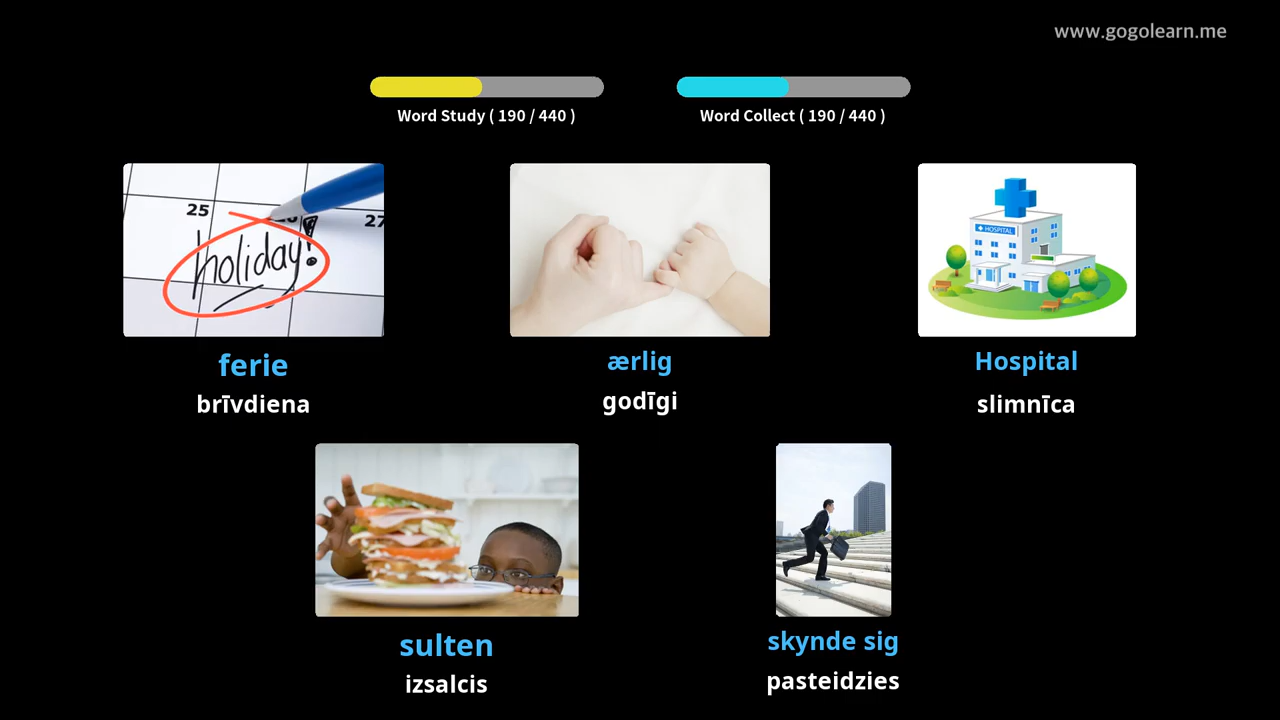 www.gogolearn.me
Word Study ( 190 / 440 )
Word Collect ( 190 / 440 )
25
27
holiday!
HOSPITAL
ferie
brīvdiena
ærlig
godīgi
Hospital
slimnīca
sulten
izsalcis
skynde sig
pasteidzies